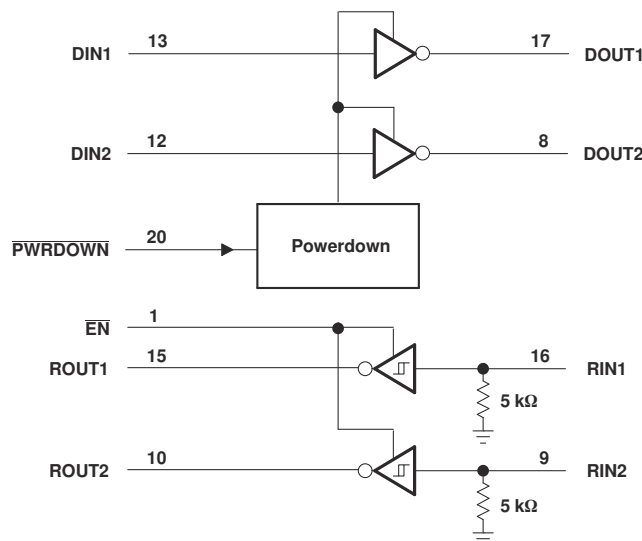 DIN1 13 17 DOUT1
DIN2 12 8 DOUT2
PWRDOWN 20 Powerdown
EN 1
ROUT1 15 16 RIN1
5 kΩ
ROUT2 10 9 RIN2
5 kΩ